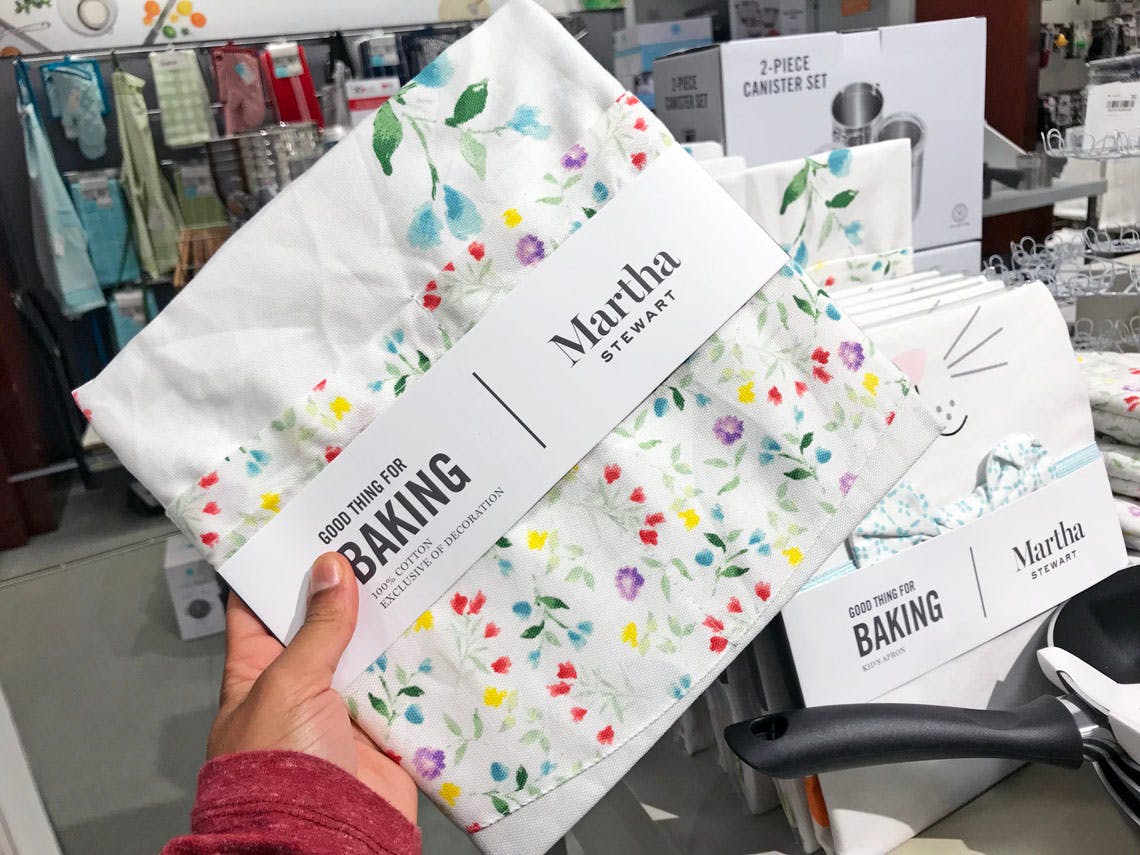 2-PIECE
CANISTER SET
2-PIECE
CANISTER SET
Martha
STEWART
GOOD THING FOR
BAKING
100% COTTON
EXCLUSIVE OF DECORATION
Martha
STEWART
GOOD THING FOR
BAKING
KID'S APRON